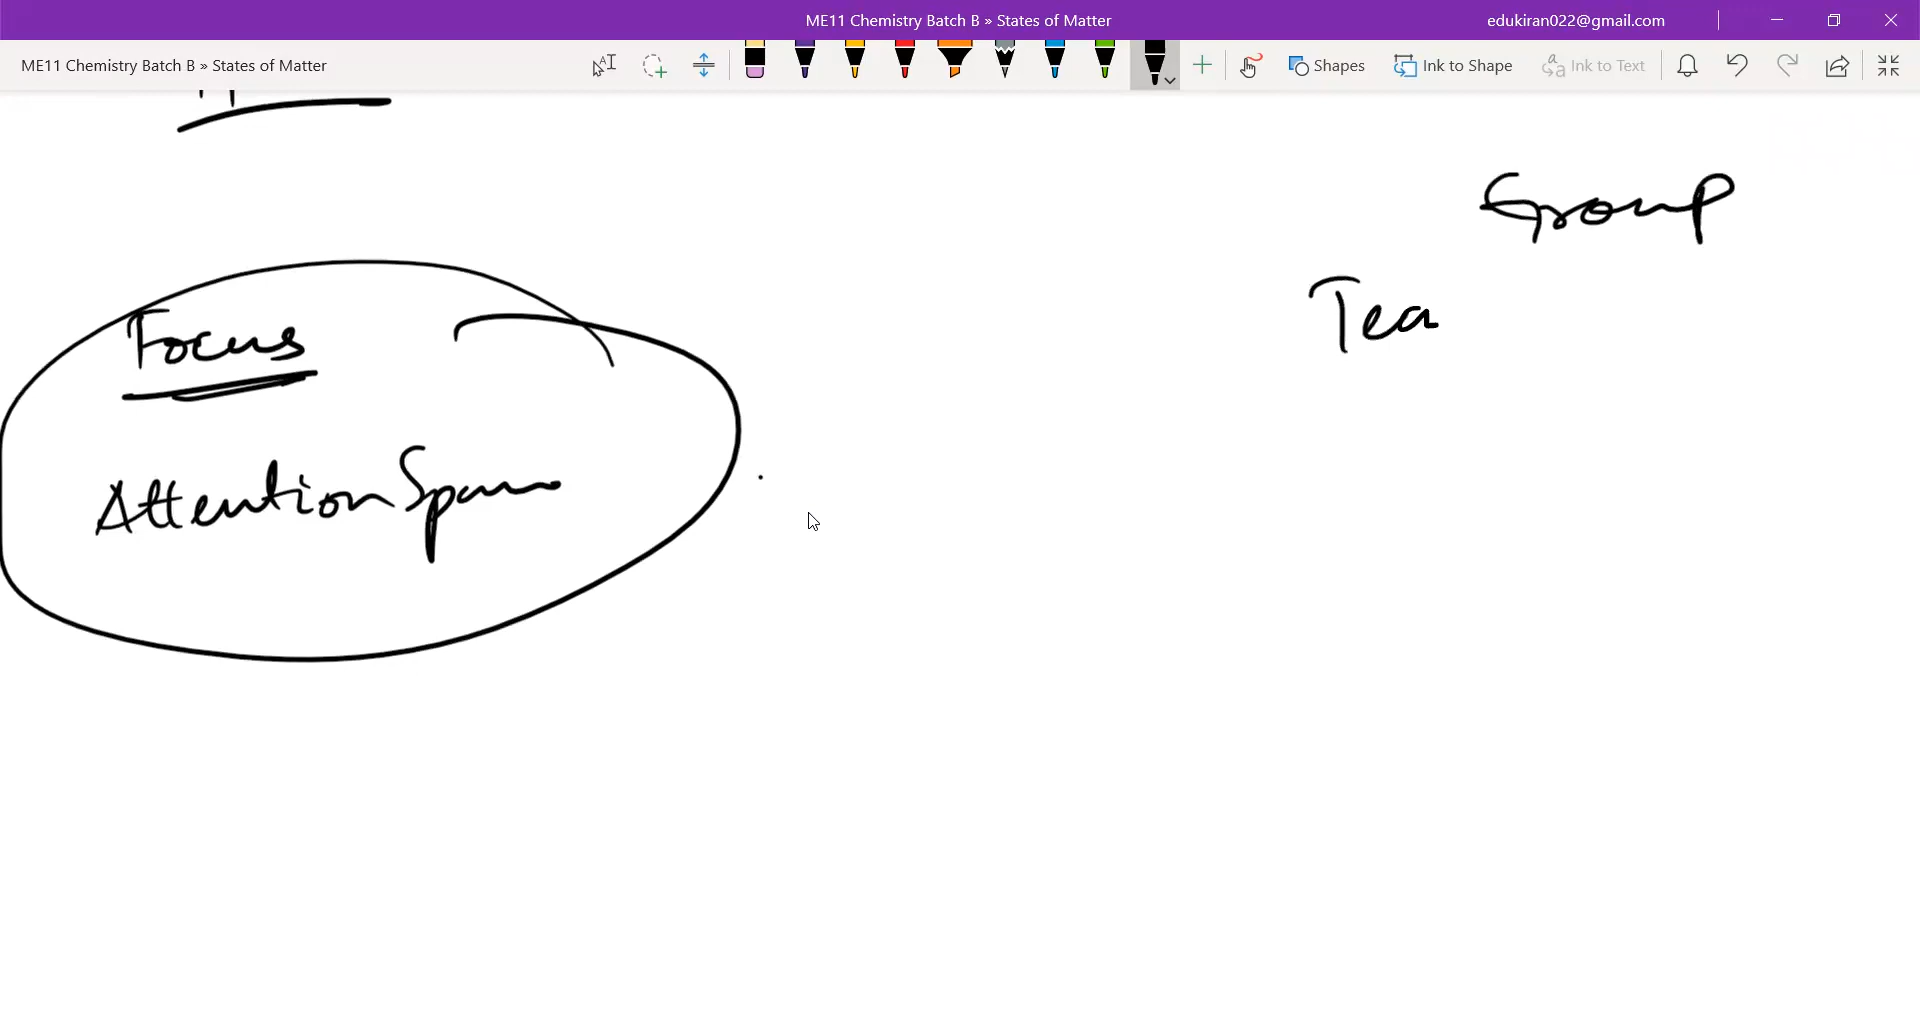 ME11 Chemistry Batch B » States of Matter
edukiran022@gmail.com
ME11 Chemistry Batch B » States of Matter
Shapes
Ink to Shape
Ink to Text
Group
Tea
Focus
Attention Span